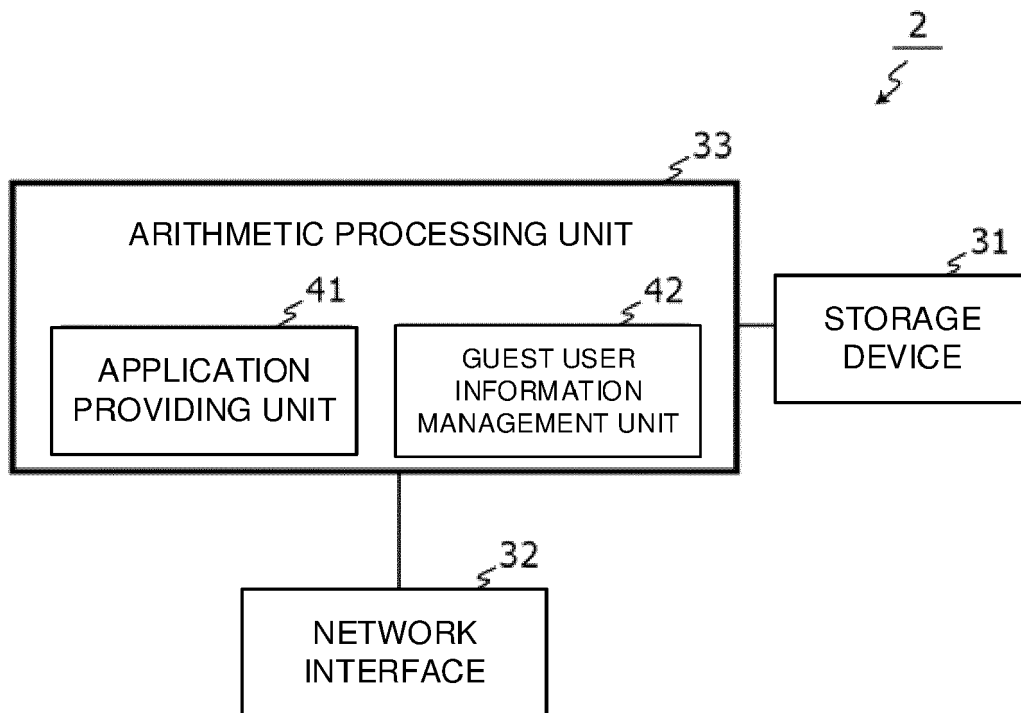 2
33
ARITHMETIC PROCESSING UNIT
41
APPLICATION
PROVIDING UNIT
42
GUEST USER
INFORMATION
MANAGEMENT UNIT
31
STORAGE
DEVICE
32
NETWORK
INTERFACE